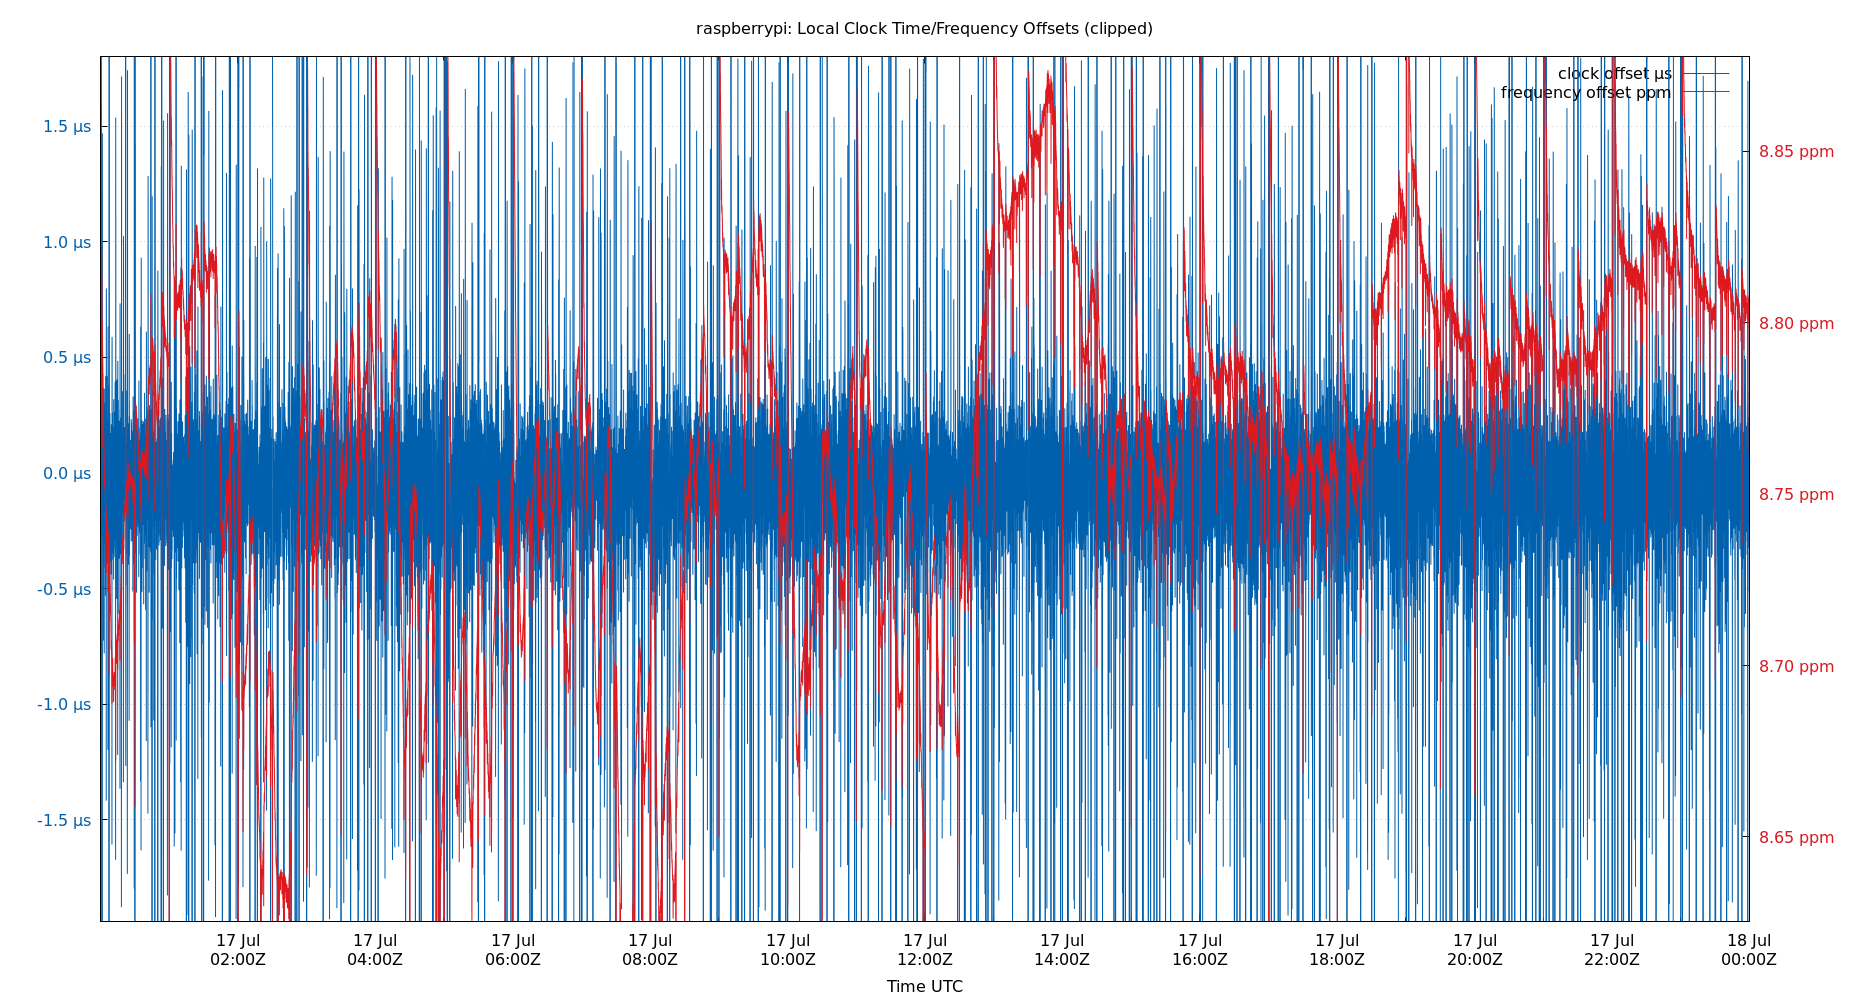 raspberrypi: Local Clock Time/Frequency Offsets (clipped)
clock offset µs
frequency offset ppm
1.5 µs
1.0 µs
0.5 µs
0.0 µs
-0.5 µs
-1.0 µs
-1.5 µs
8.85 ppm
8.80 ppm
8.75 ppm
8.70 ppm
8.65 ppm
17 Jul 17 Jul 17 Jul 17 Jul 17 Jul 17 Jul 17 Jul 17 Jul 17 Jul 17 Jul 17 Jul 18 Jul
02:00Z 04:00Z 06:00Z 08:00Z 10:00Z 12:00Z 14:00Z 16:00Z 18:00Z 20:00Z 22:00Z 00:00Z
Time UTC